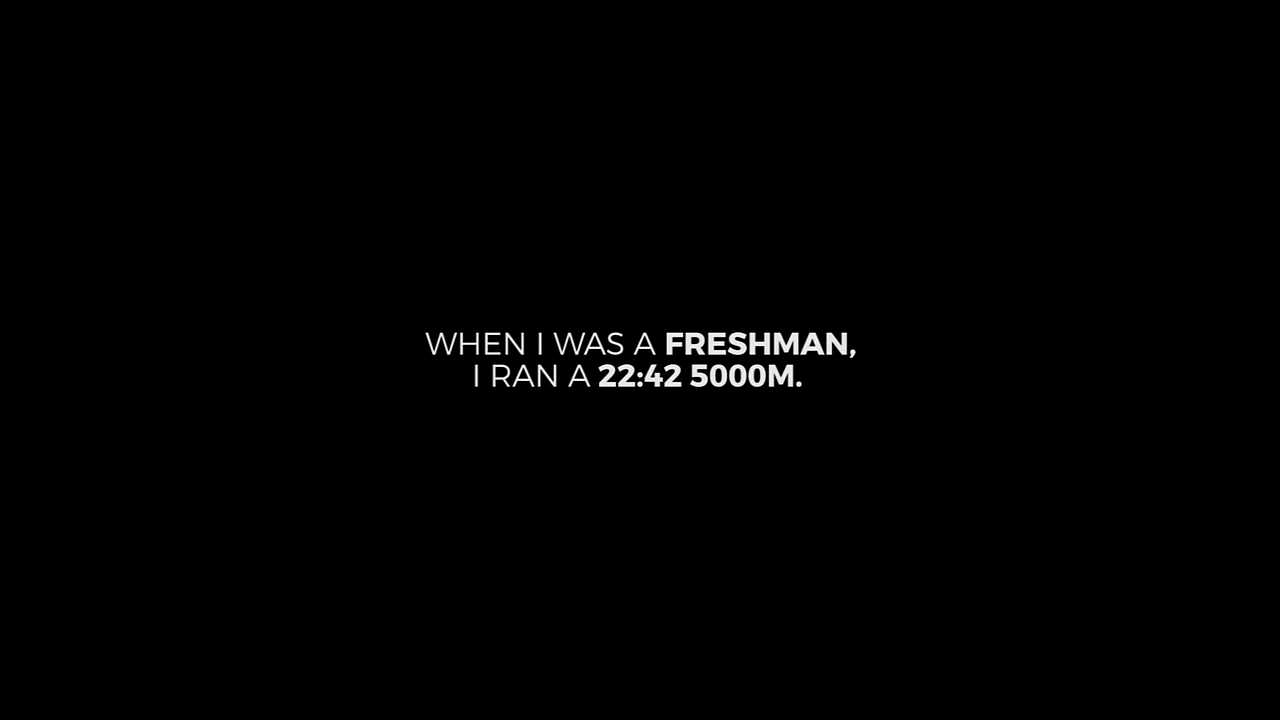 WHEN I WAS A FRESHMAN,
I RAN A 22:42 5000M.